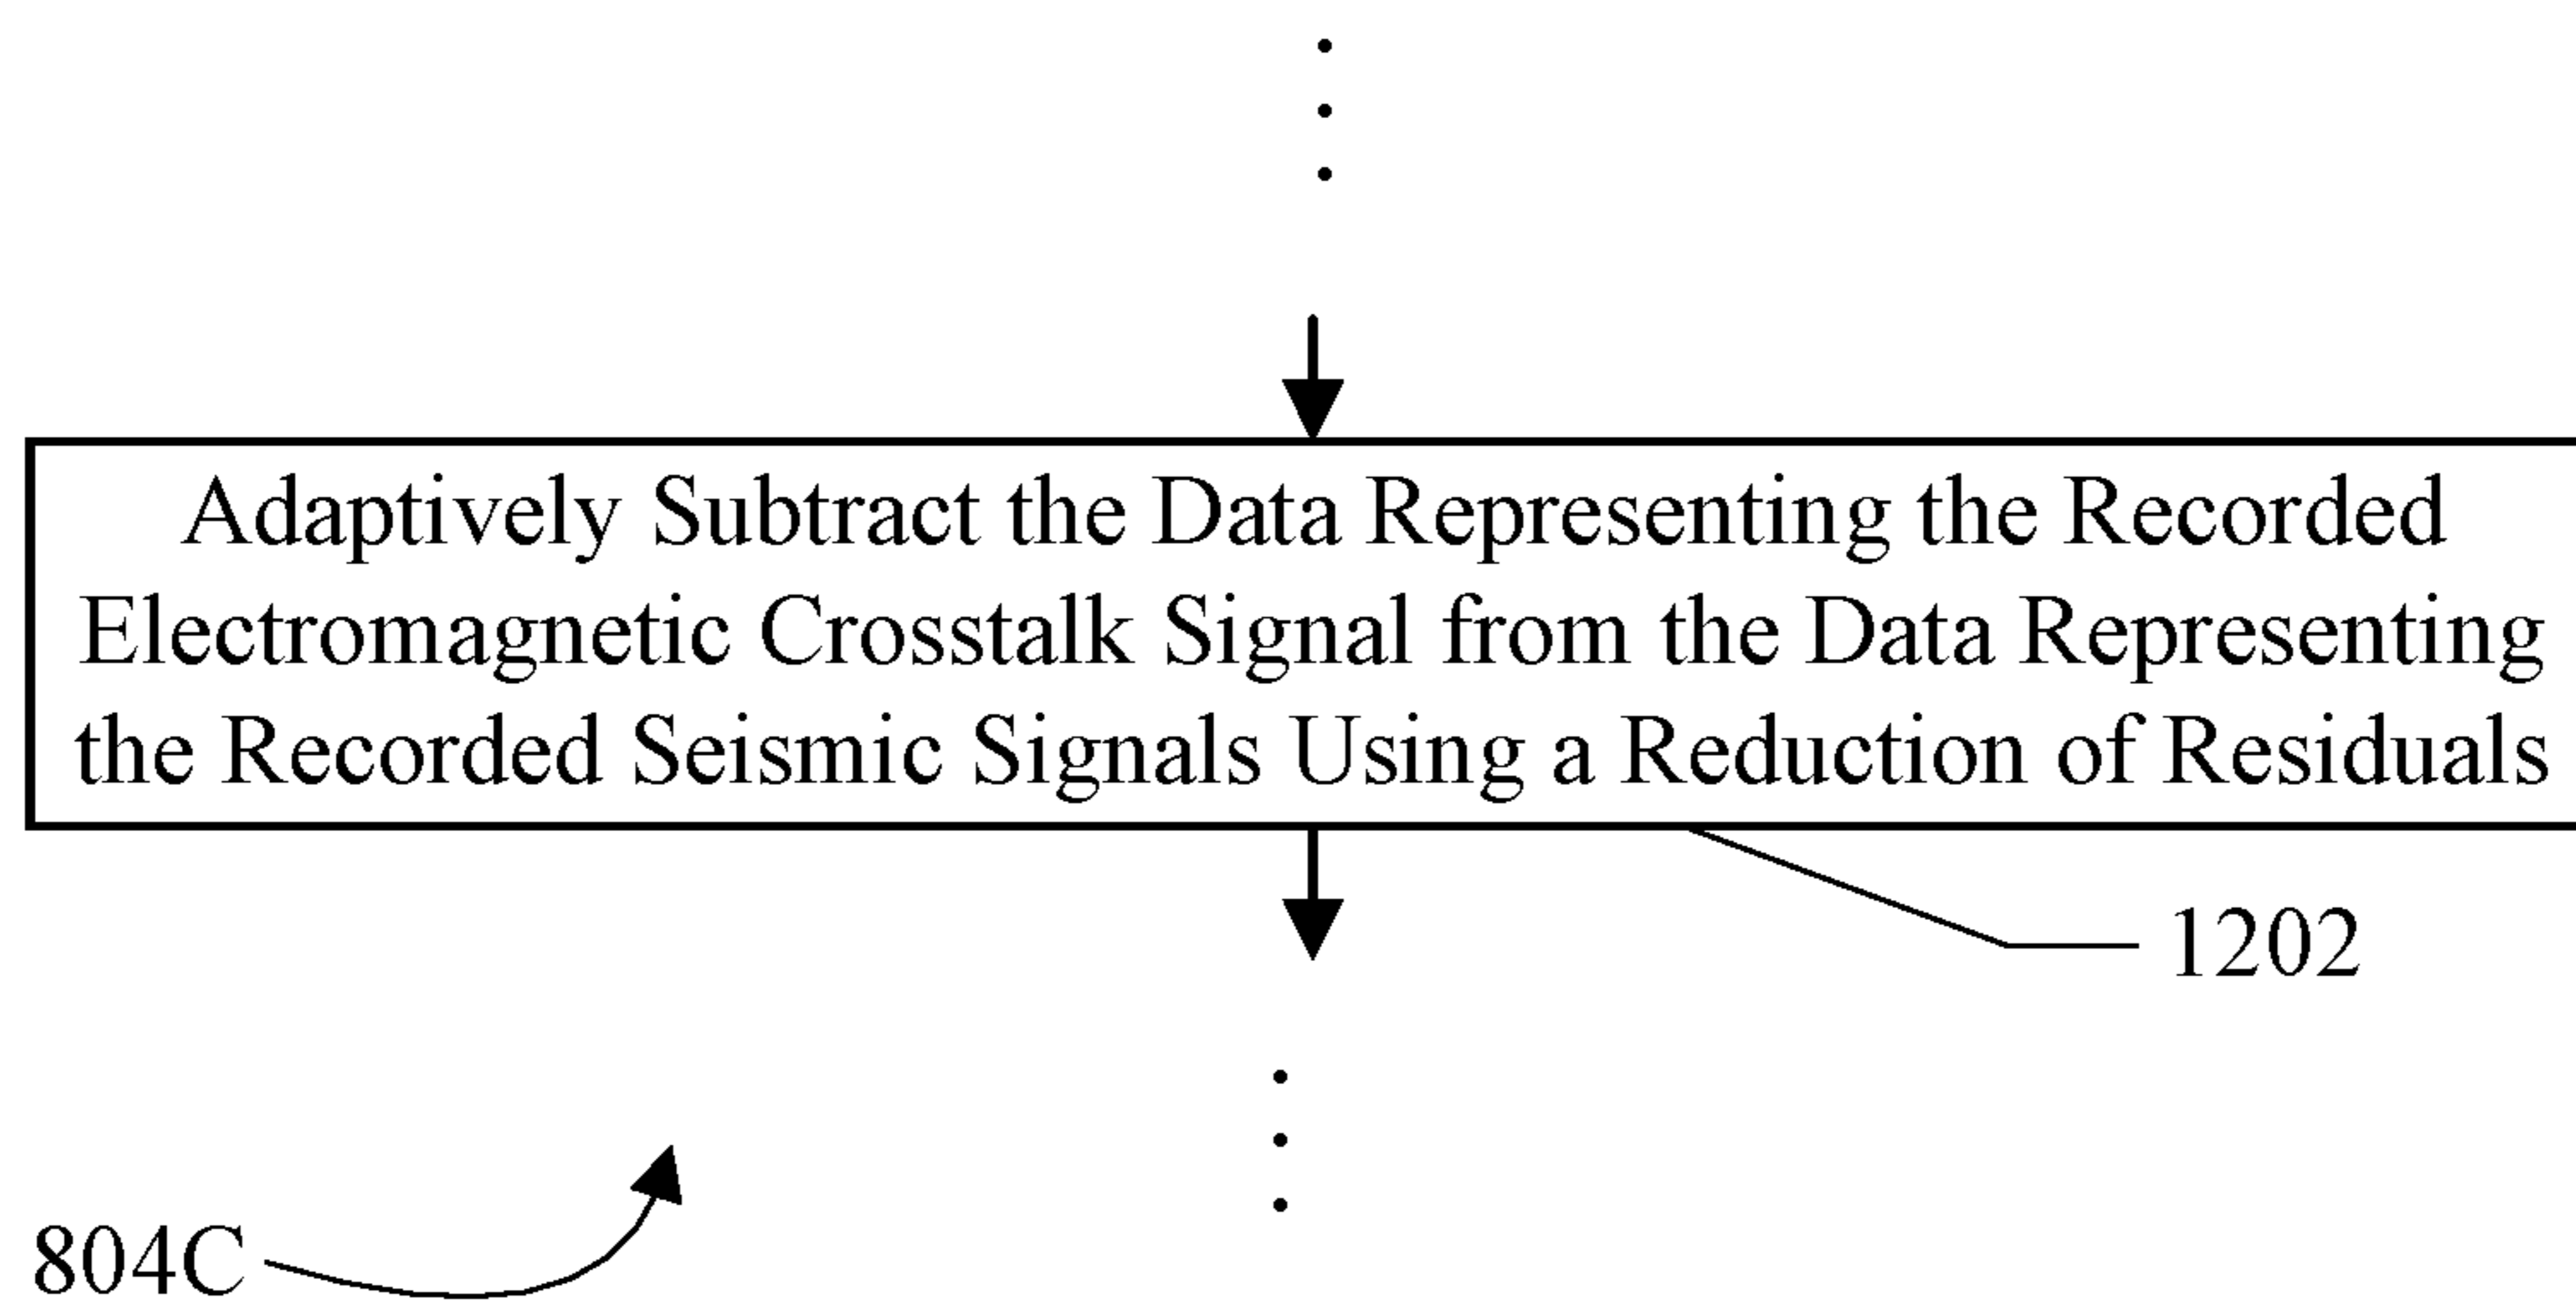 Adaptively Subtract the Data Representing the Recorded
Electromagnetic Crosstalk Signal from the Data Representing
the Recorded Seismic Signals Using a Reduction of Residuals
1202
804C